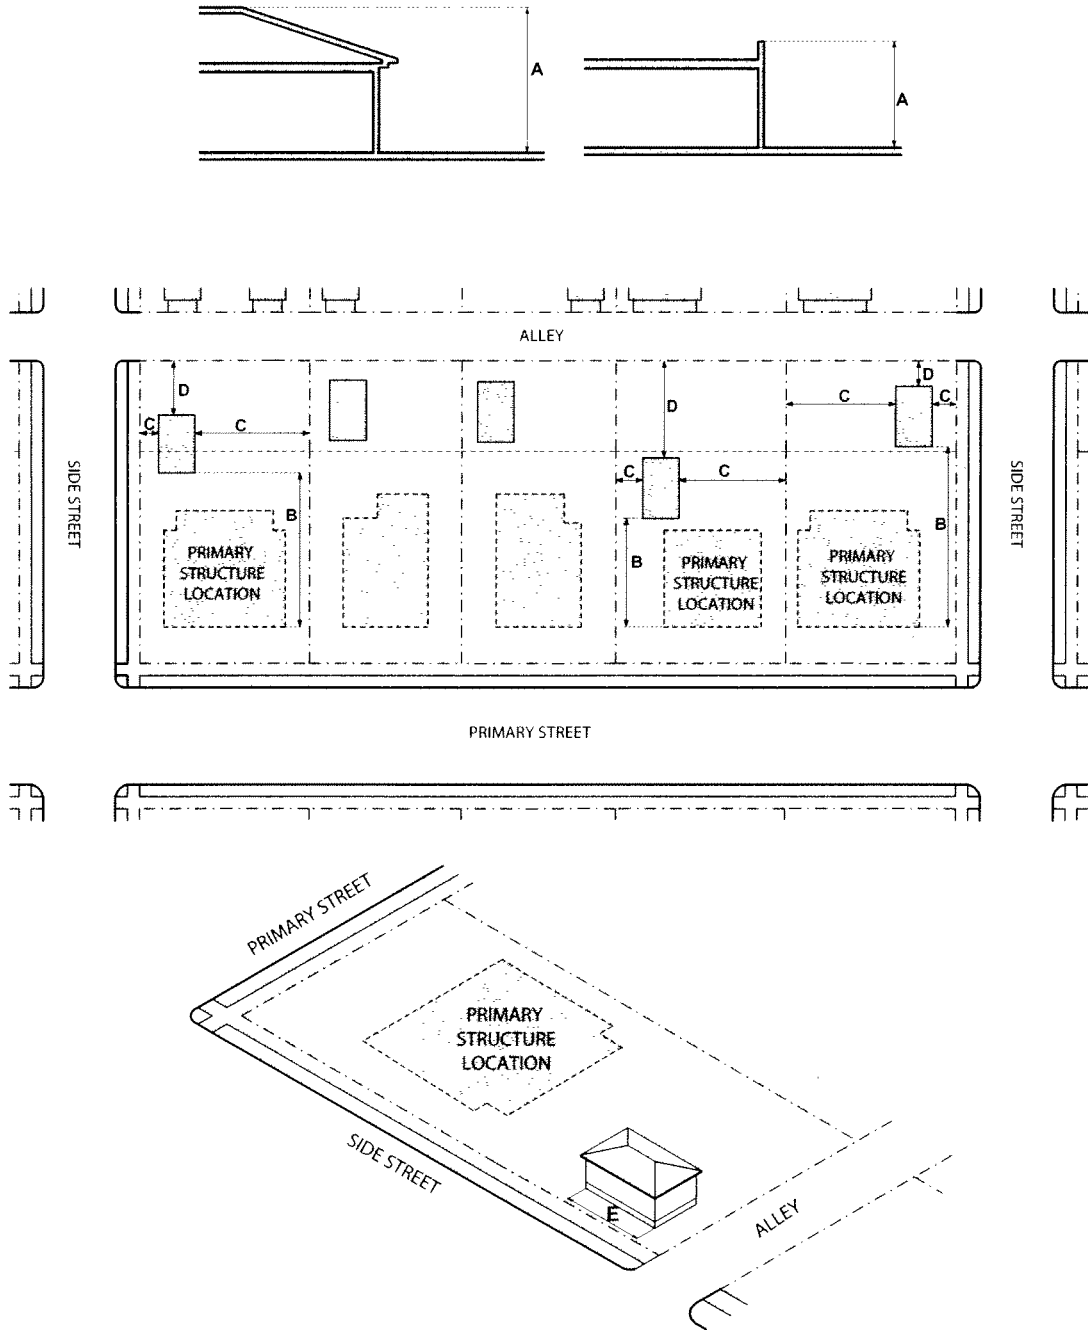 A
A
ALLEY
D
D
D
C
C
C
C
C
C
B
B
B
SIDE STREET
SIDE STREET
PRIMARY
STRUCTURE
LOCATION
PRIMARY
STRUCTURE
LOCATION
PRIMARY
STRUCTURE
LOCATION
PRIMARY STREET
PRIMARY STREET
PRIMARY
STRUCTURE
LOCATION
SIDE STREET
E
ALLEY